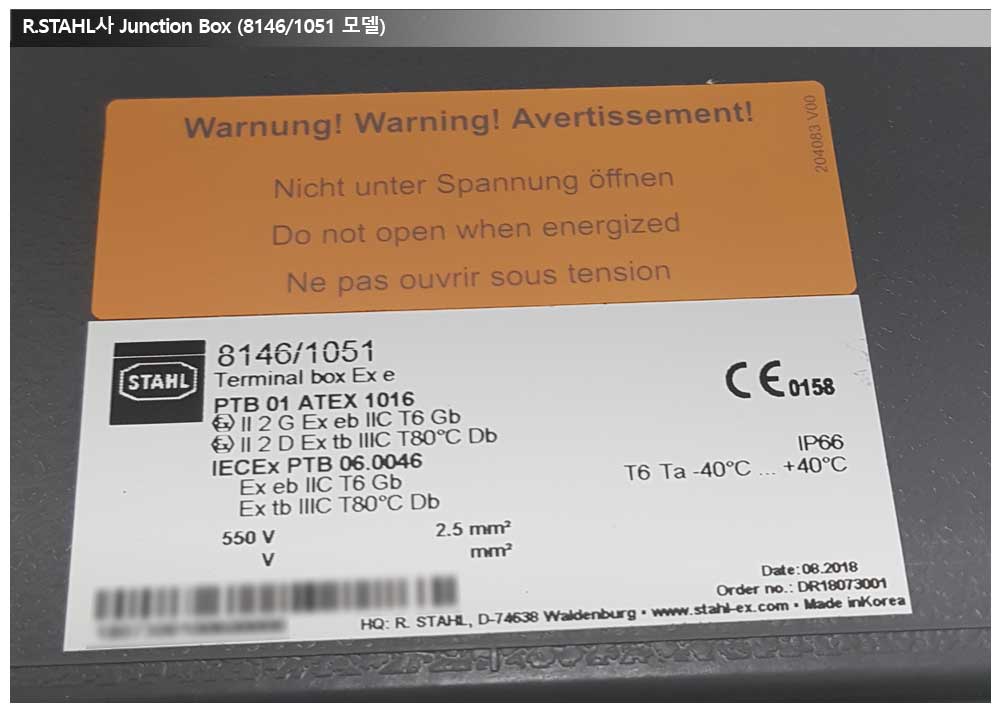 R.STAHL사 Junction Box (8146/1051 모델)
Warnung! Warning! Avertissement!
204083 V00
Nicht unter Spannung öffnen
Do not open when energized
Ne pas ouvrir sous tension
STAHL
8146/1051
Terminal box Ex e
PTB 01 ATEX 1016
II 2 G Ex eb IIC T6 Gb
II 2 D Ex tb IIIC T80°C Db
IECEx PTB 06.0046
Ex eb IIC T6 Gb
Ex tb IIIC T80°C Db
550 V 2.5 mm²
V mm²
CE 0158
IP66
T6 Ta -40°C ... +40°C
Date: 08.2018
Order no.: DR18073001
HQ: R. STAHL, D-74638 Waldenburg • www.stahl-ex.com • Made inKorea